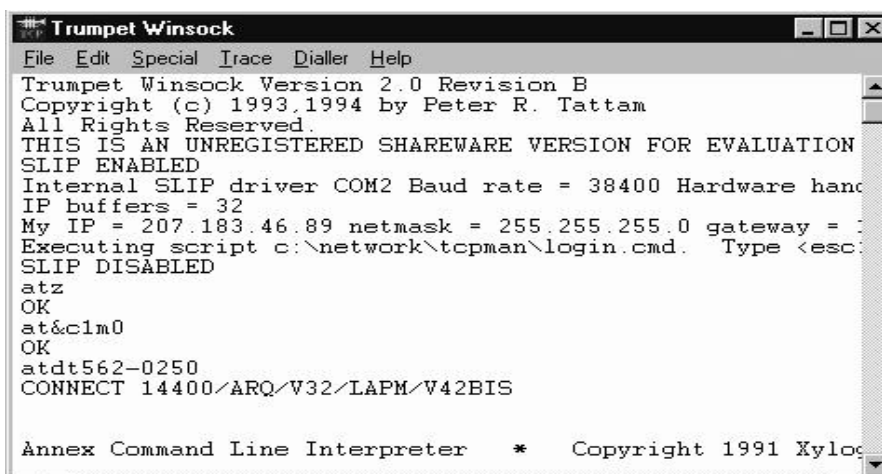 Trumpet Winsock
File Edit Special Trace Dialler Help
Trumpet Winsock Version 2.0 Revision B
Copyright (c) 1993,1994 by Peter R. Tattam
All Rights Reserved.
THIS IS AN UNREGISTERED SHAREWARE VERSION FOR EVALUATION
SLIP ENABLED
Internal SLIP driver COM2 Baud rate = 38400 Hardware
IP buffers = 32
My IP = 207.183.46.89 netmask = 255.255.255.0 gateway =
Executing script c:\network\tcpman\login.cmd. Type <esc
SLIP DISABLED
atz
OK
at&c1m0
OK
atdt562-0250
CONNECT 14400/ARQ/V32/LAPM/V42BIS
Annex Command Line Interpreter * Copyright 1991